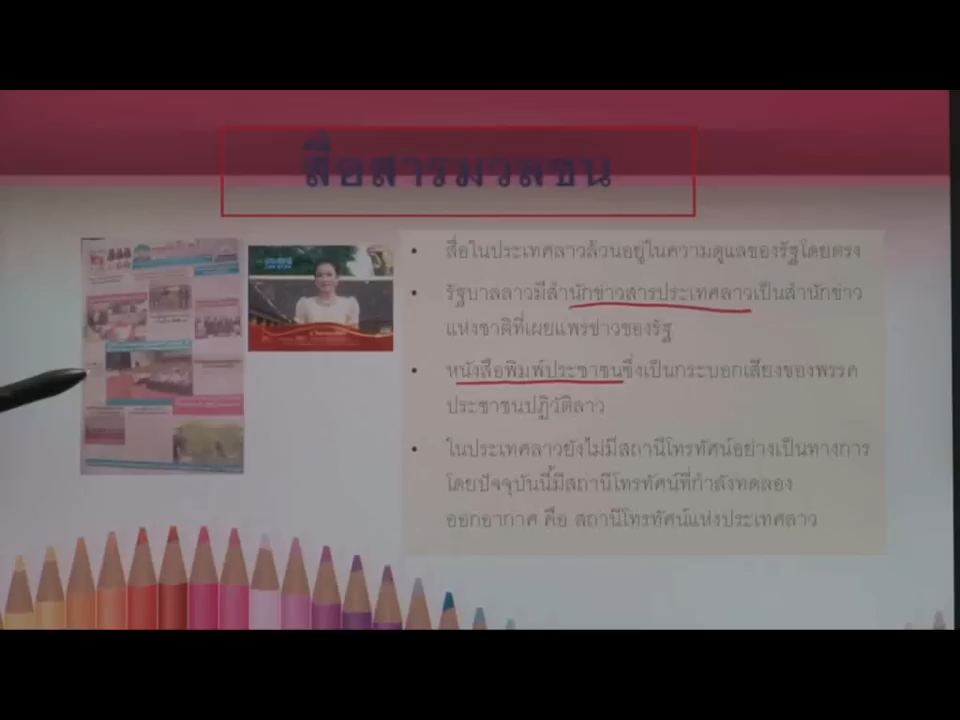 สื่อสารมวลชน
• สื่อในประเทศลาวล้วนอยู่ในความดูแลของรัฐโดยตรง
• รัฐบาลลาวมีสำนักข่าวสารประเทศลาวเป็นสำนักข่าว
แห่งชาติที่เผยแพรข่าวของรัฐ
• หนังสือพิมพ์ประชาชนซึ่งเป็นกระบอกเสียงของพรรค
ประชาชนปฏิวัติลาว
• ในประเทศลาวยังไม่มีสถานีโทรทัศน์อย่างเป็นทางการ
โดยปัจจุบันนี้มีสถานีโทรทัศน์ที่กำลังทดลอง
ออกอากาศ คือ สถานีโทรทัศน์แห่งประเทศลาว